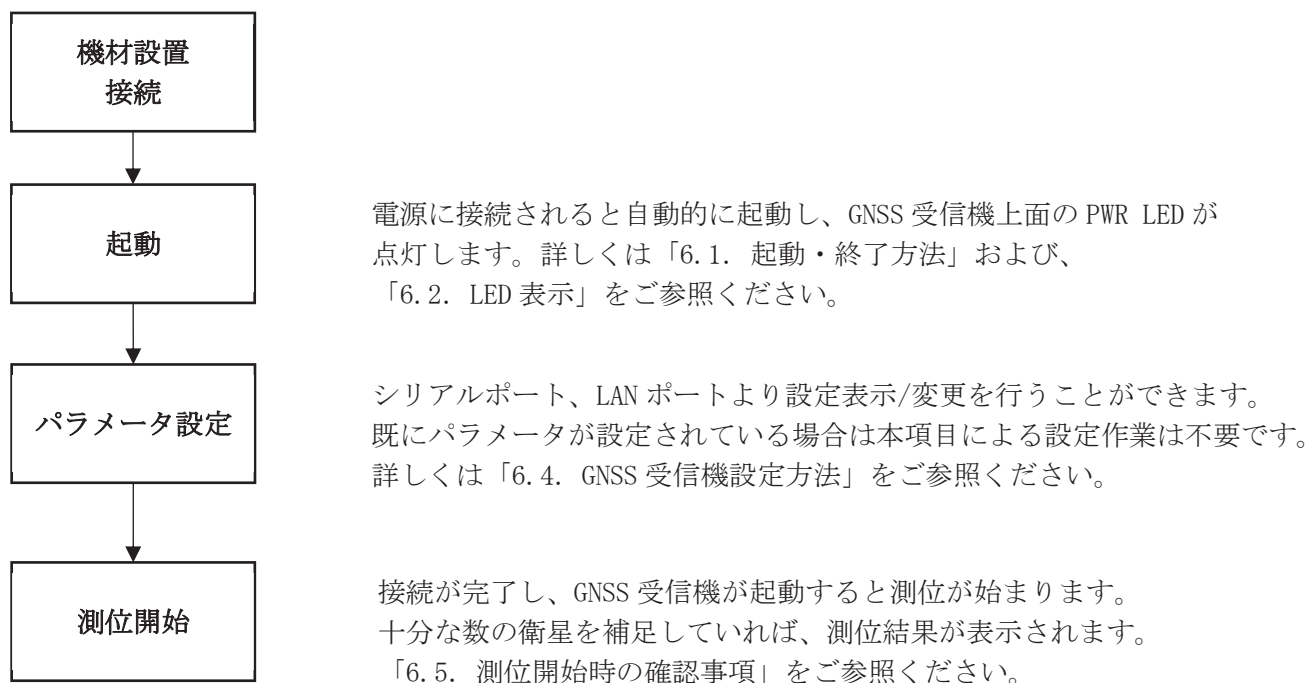 機材設置
接続
起動
電源に接続されると自動的に起動し、GNSS 受信機上面の PWR LED が
点灯します。詳しくは「6.1. 起動・終了方法」および、
「6.2. LED 表示」をご参照ください。
パラメータ設定
シリアルポート、LAN ポートより設定表示/変更を行うことができます。
既にパラメータが設定されている場合は本項目による設定作業は不要です。
詳しくは「6.4. GNSS 受信機設定方法」をご参照ください。
測位開始
接続が完了し、GNSS 受信機が起動すると測位が始まります。
十分な数の衛星を補足していれば、測位結果が表示されます。
「6.5. 測位開始時の確認事項」をご参照ください。